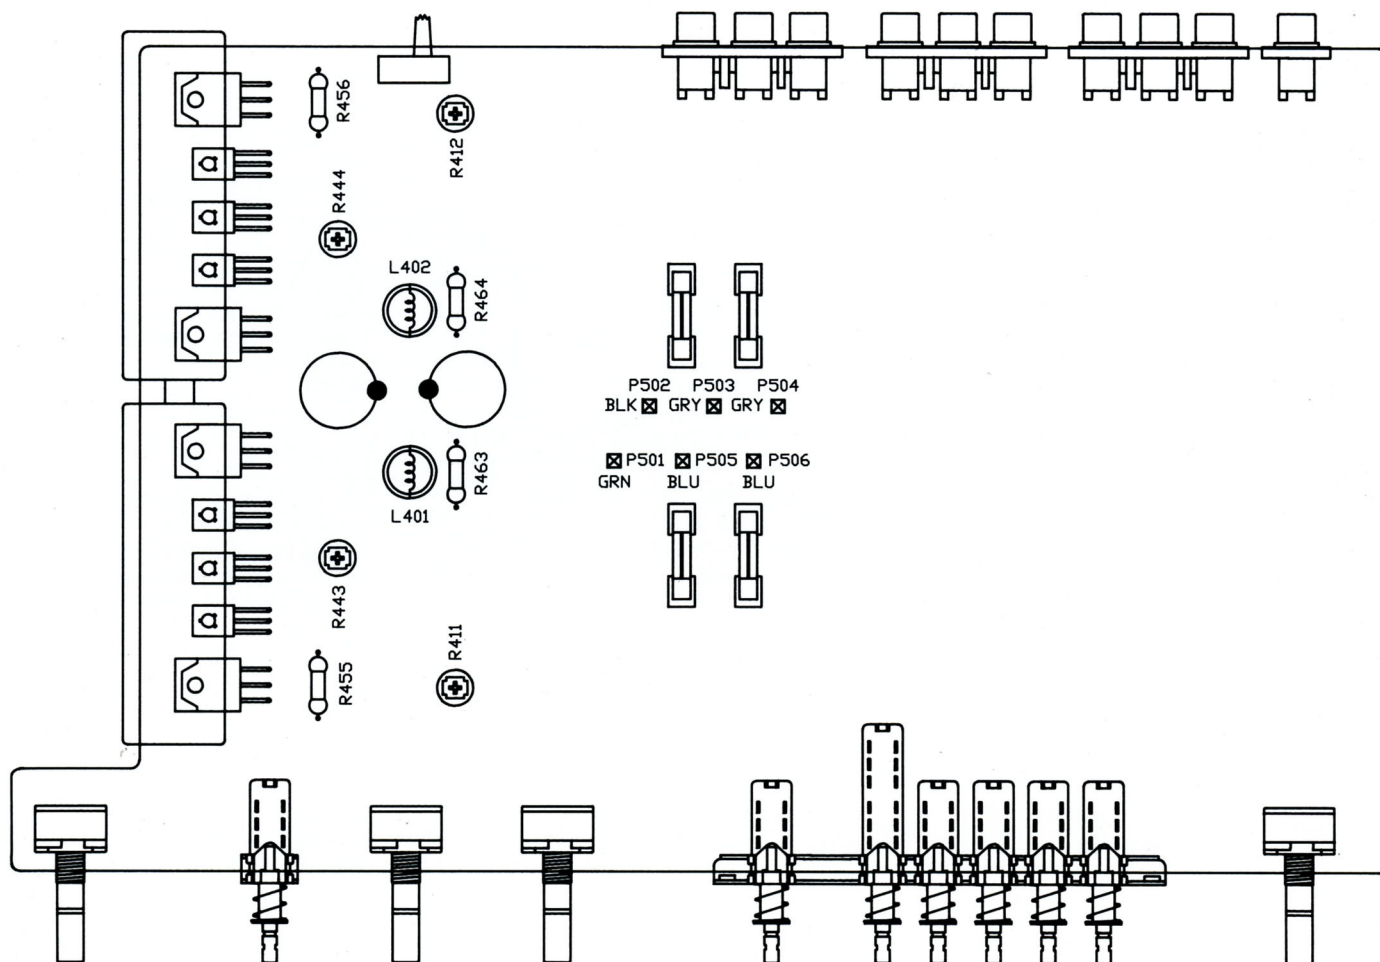 R456
R412
R444
L402
R464
P502 P503 P504
BLK GRY GRY
P501 P505 P506
GRN BLU BLU
R463
L401
R443
R411
R455